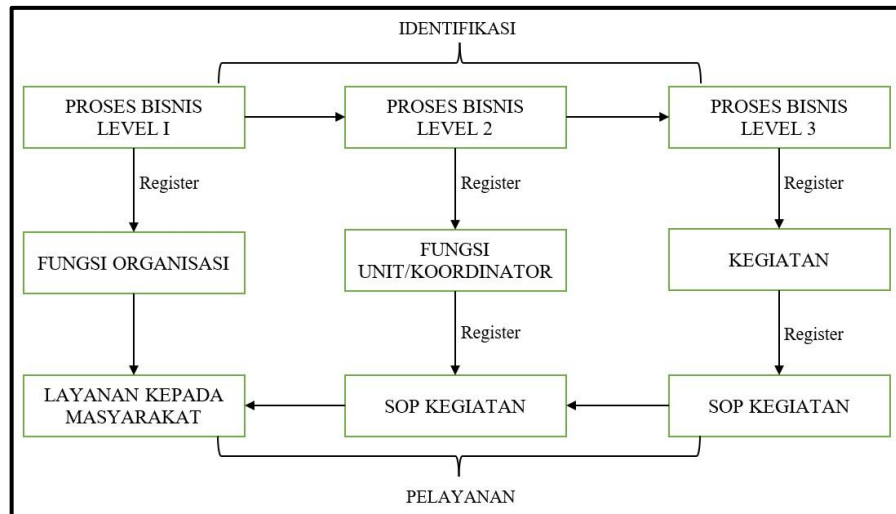 IDENTIFIKASI
PROSES BISNIS
LEVEL I
PROSES BISNIS
LEVEL 2
PROSES BISNIS
LEVEL 3
Register
Register
Register
FUNGSI ORGANISASI
FUNGSI
UNIT/KOORDINATOR
KEGIATAN
Register
Register
LAYANAN KEPADA
MASYARAKAT
SOP KEGIATAN
SOP KEGIATAN
PELAYANAN